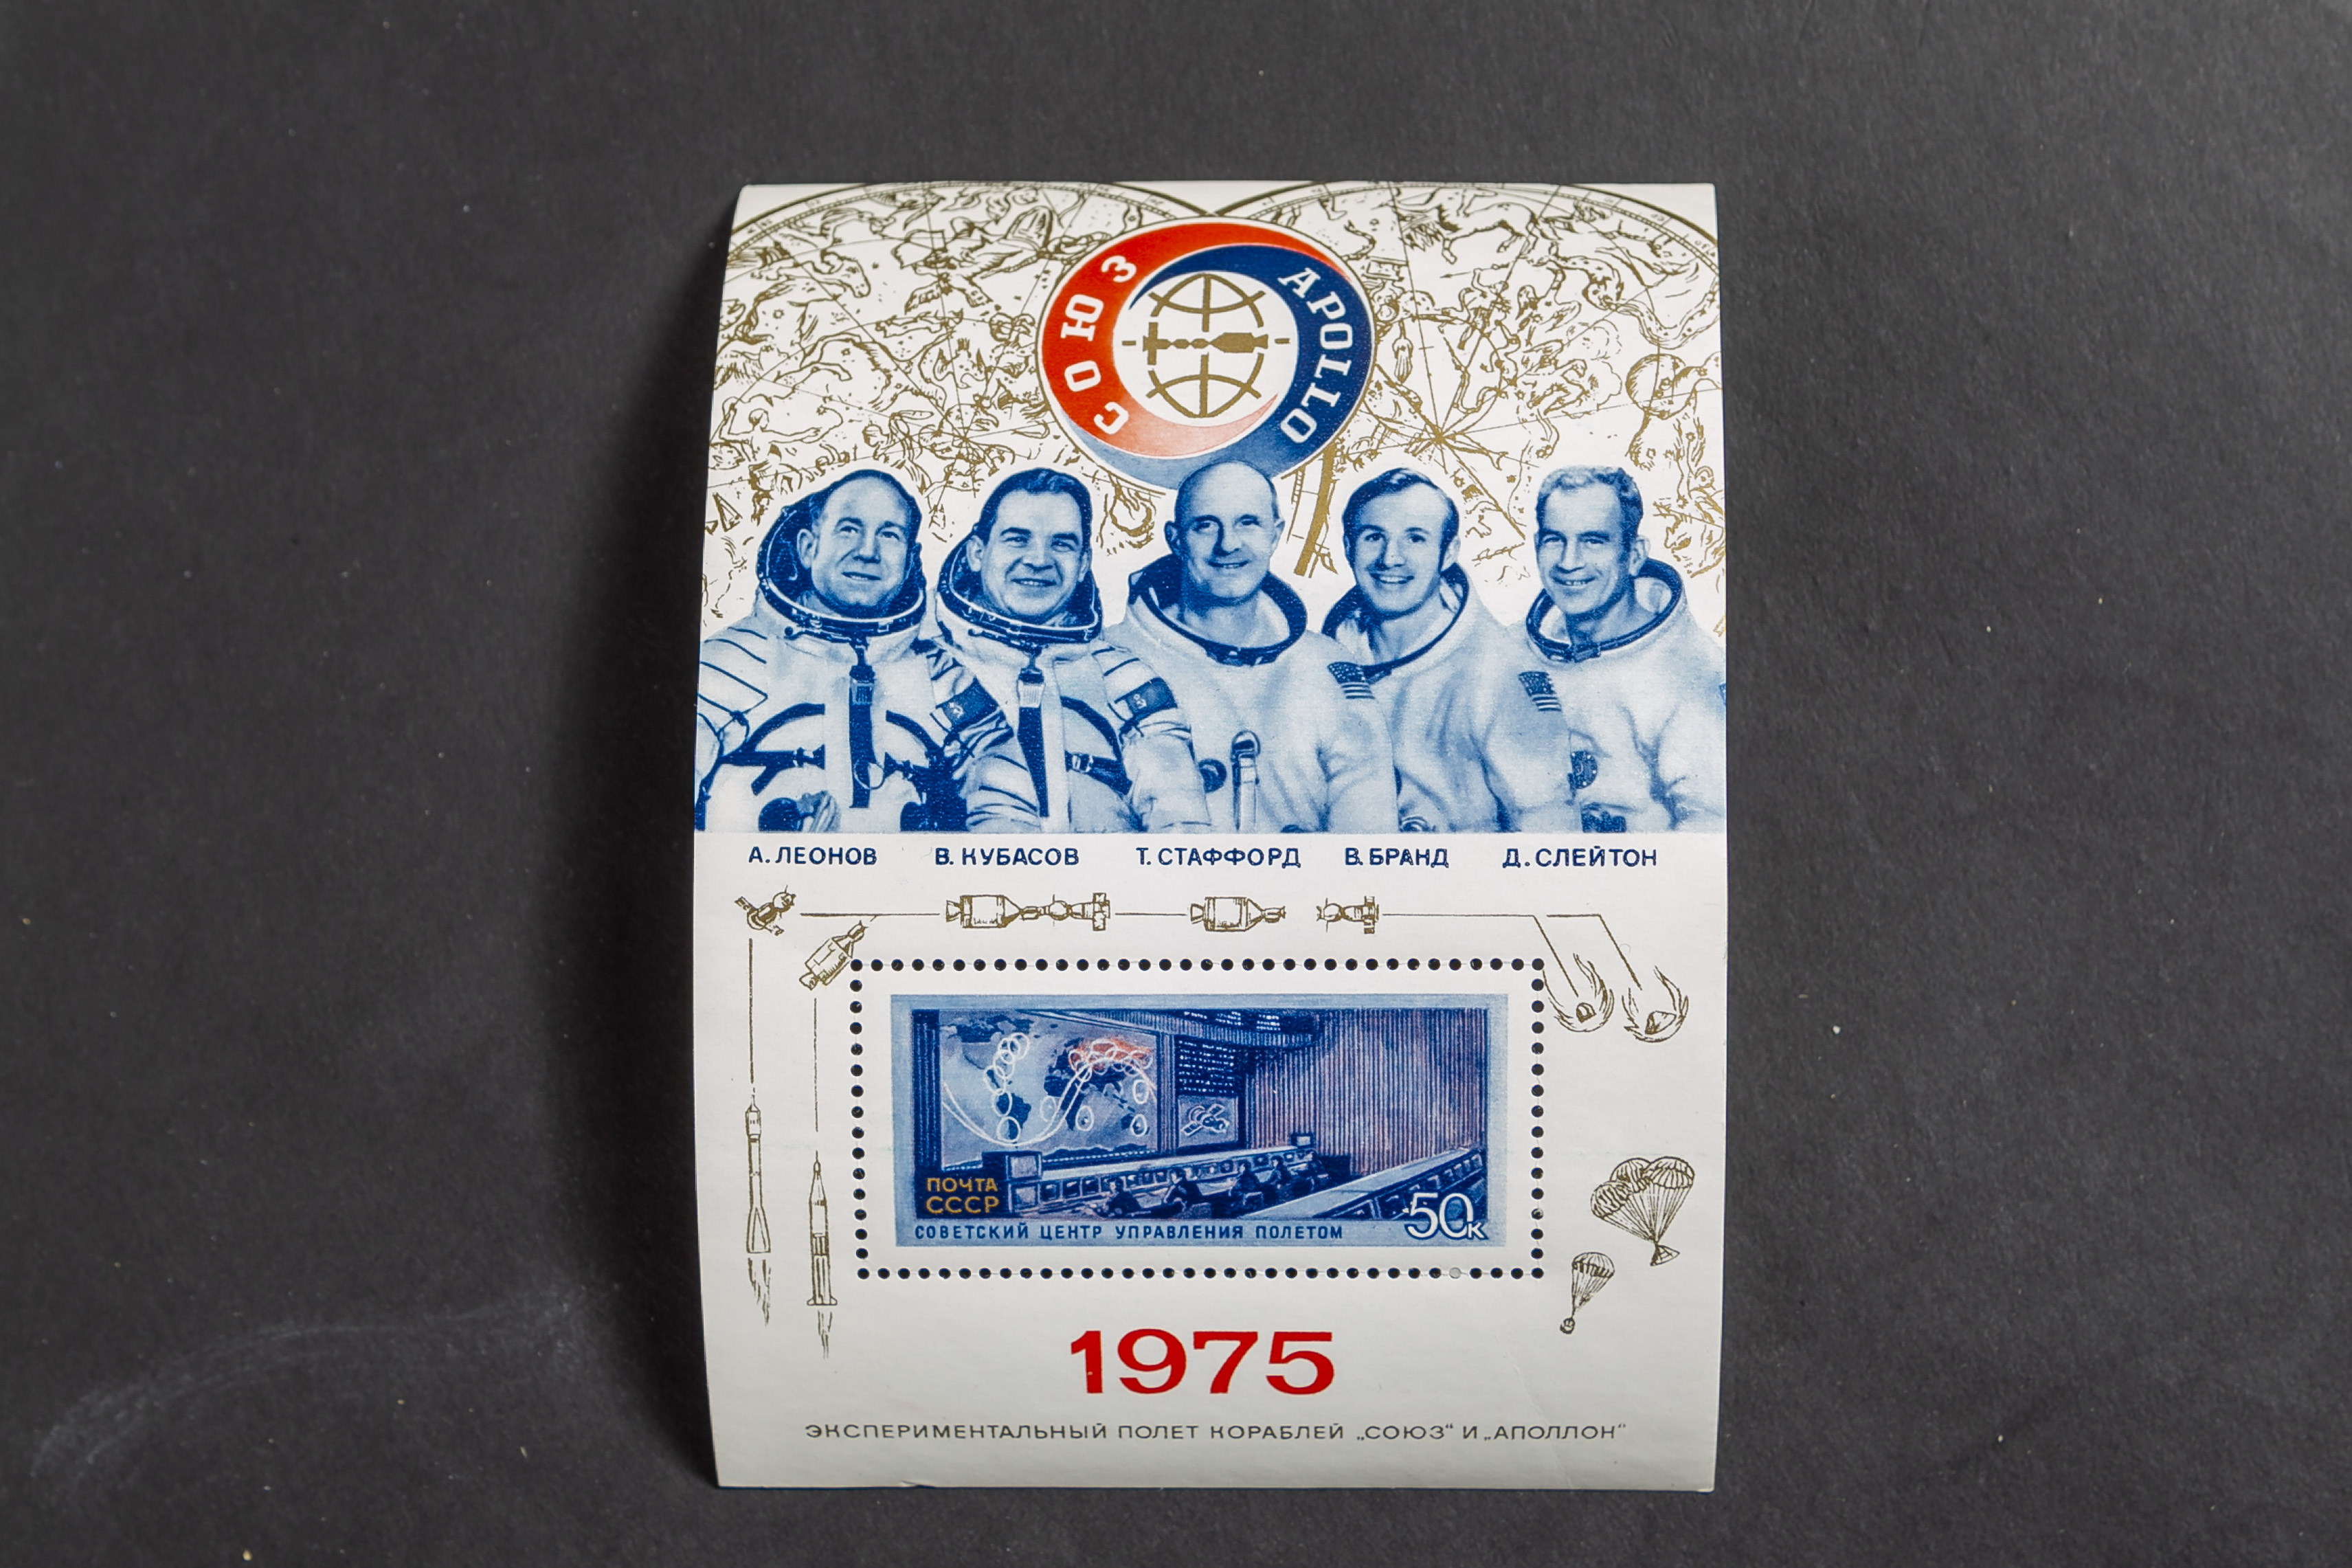 СОЮЗ
APOLLO
А. ЛЕОНОВ
В. КУБАСОВ
Т. СТАФФОРД
В. БРАНД
Д. СЛЕЙТОН
ПОЧТА
СССР
СОВЕТСКИЙ ЦЕНТР УПРАВЛЕНИЯ ПОЛЕТОМ
50к
1975
ЭКСПЕРИМЕНТАЛЬНЫЙ ПОЛЕТ КОРАБЛЕЙ „СОЮЗ“ И „АПОЛЛОН“